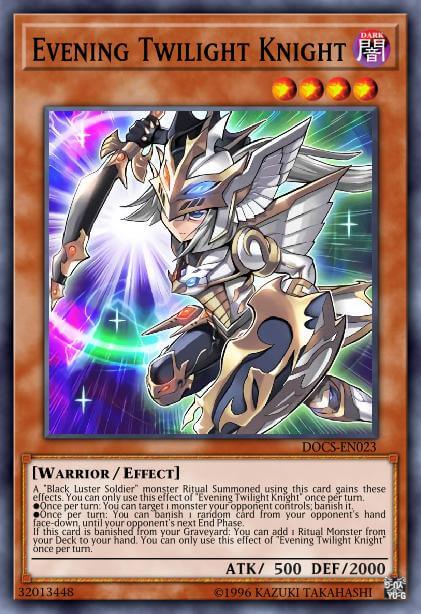 EVENING TWILIGHT KNIGHT
DARK
闇
DOCS-EN023
[WARRIOR / EFFECT]
A "Black Luster Soldier" monster Ritual Summoned using this card gains these
effects. You can only use this effect of "Evening Twilight Knight" once per turn.
●Once per turn: You can target 1 monster your opponent controls; banish it.
●Once per turn: You can banish 1 random card from your opponent's hand
face-down, until your opponent's next End Phase.
If this card is banished from your Graveyard: You can add 1 Ritual Monster from
your Deck to your hand. You can only use this effect of "Evening Twilight Knight"
once per turn.
ATK/ 500 DEF/2000
32013448
©1996 KAZUKI TAKAHASHI